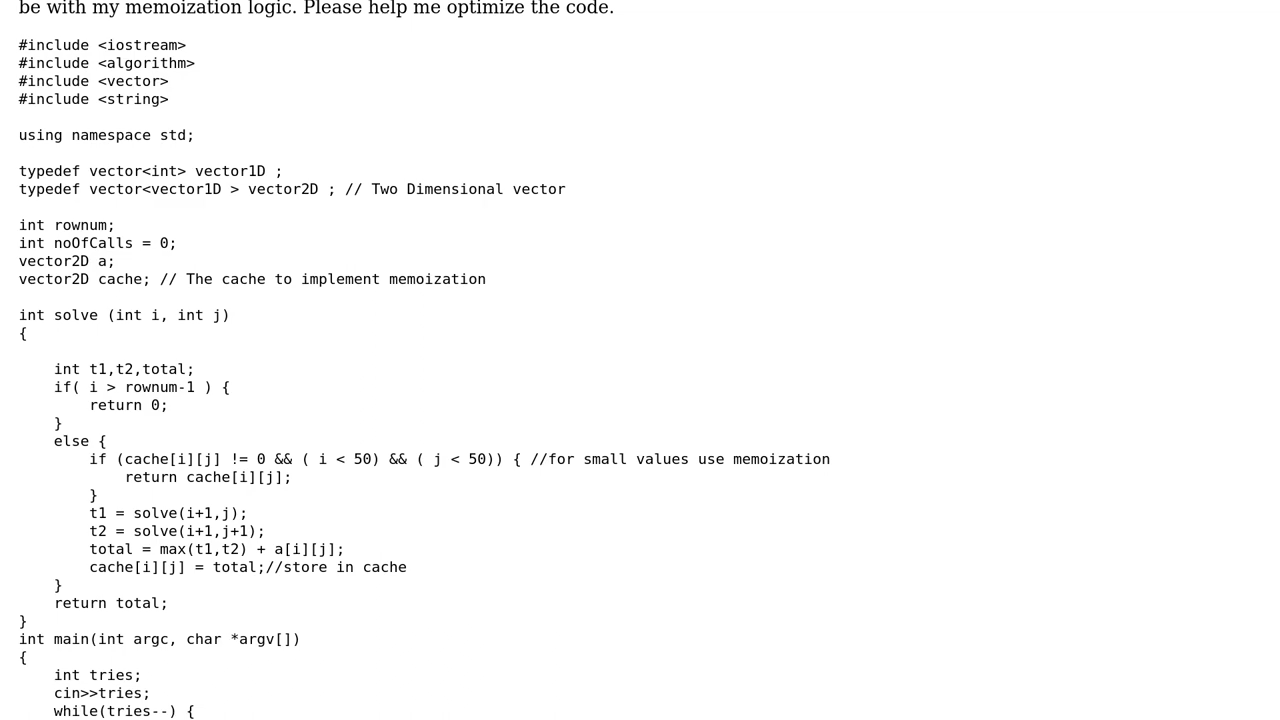 be with my memoization logic. Please help me optimize the code.
#include <iostream>
#include <algorithm>
#include <vector>
#include <string>

using namespace std;

typedef vector<int> vector1D ;
typedef vector<vector1D > vector2D ; // Two Dimensional vector

int rownum;
int noOfCalls = 0;
vector2D a;
vector2D cache; // The cache to implement memoization

int solve (int i, int j)
{

    int t1,t2,total;
    if( i > rownum-1 ) {
        return 0;
    }
    else {
        if (cache[i][j] != 0 && ( i < 50) && ( j < 50)) { //for small values use memoization
            return cache[i][j];
        }
        t1 = solve(i+1,j);
        t2 = solve(i+1,j+1);
        total = max(t1,t2) + a[i][j];
        cache[i][j] = total;//store in cache
    }
    return total;
}
int main(int argc, char *argv[])
{
    int tries;
    cin>>tries;
    while(tries--) {